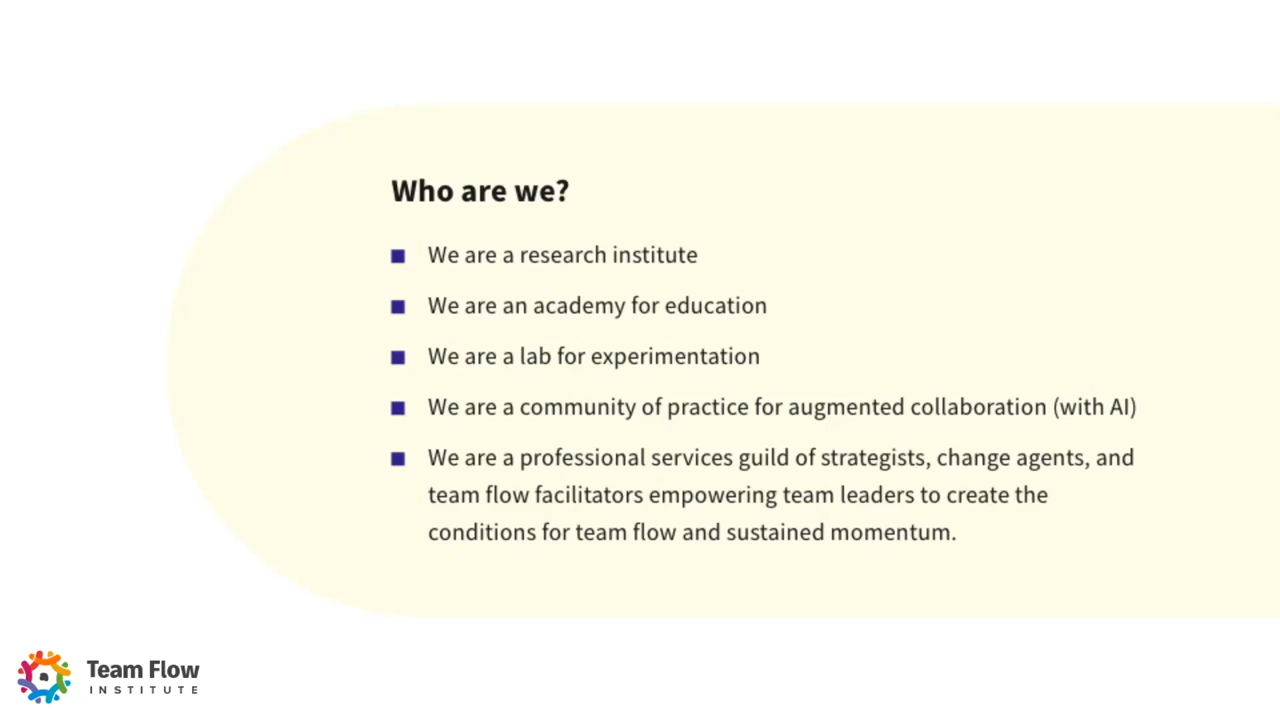 Who are we?
We are a research institute
We are an academy for education
We are a lab for experimentation
We are a community of practice for augmented collaboration (with AI)
We are a professional services guild of strategists, change agents, and
team flow facilitators empowering team leaders to create the
conditions for team flow and sustained momentum.
Team Flow
INSTITUTE